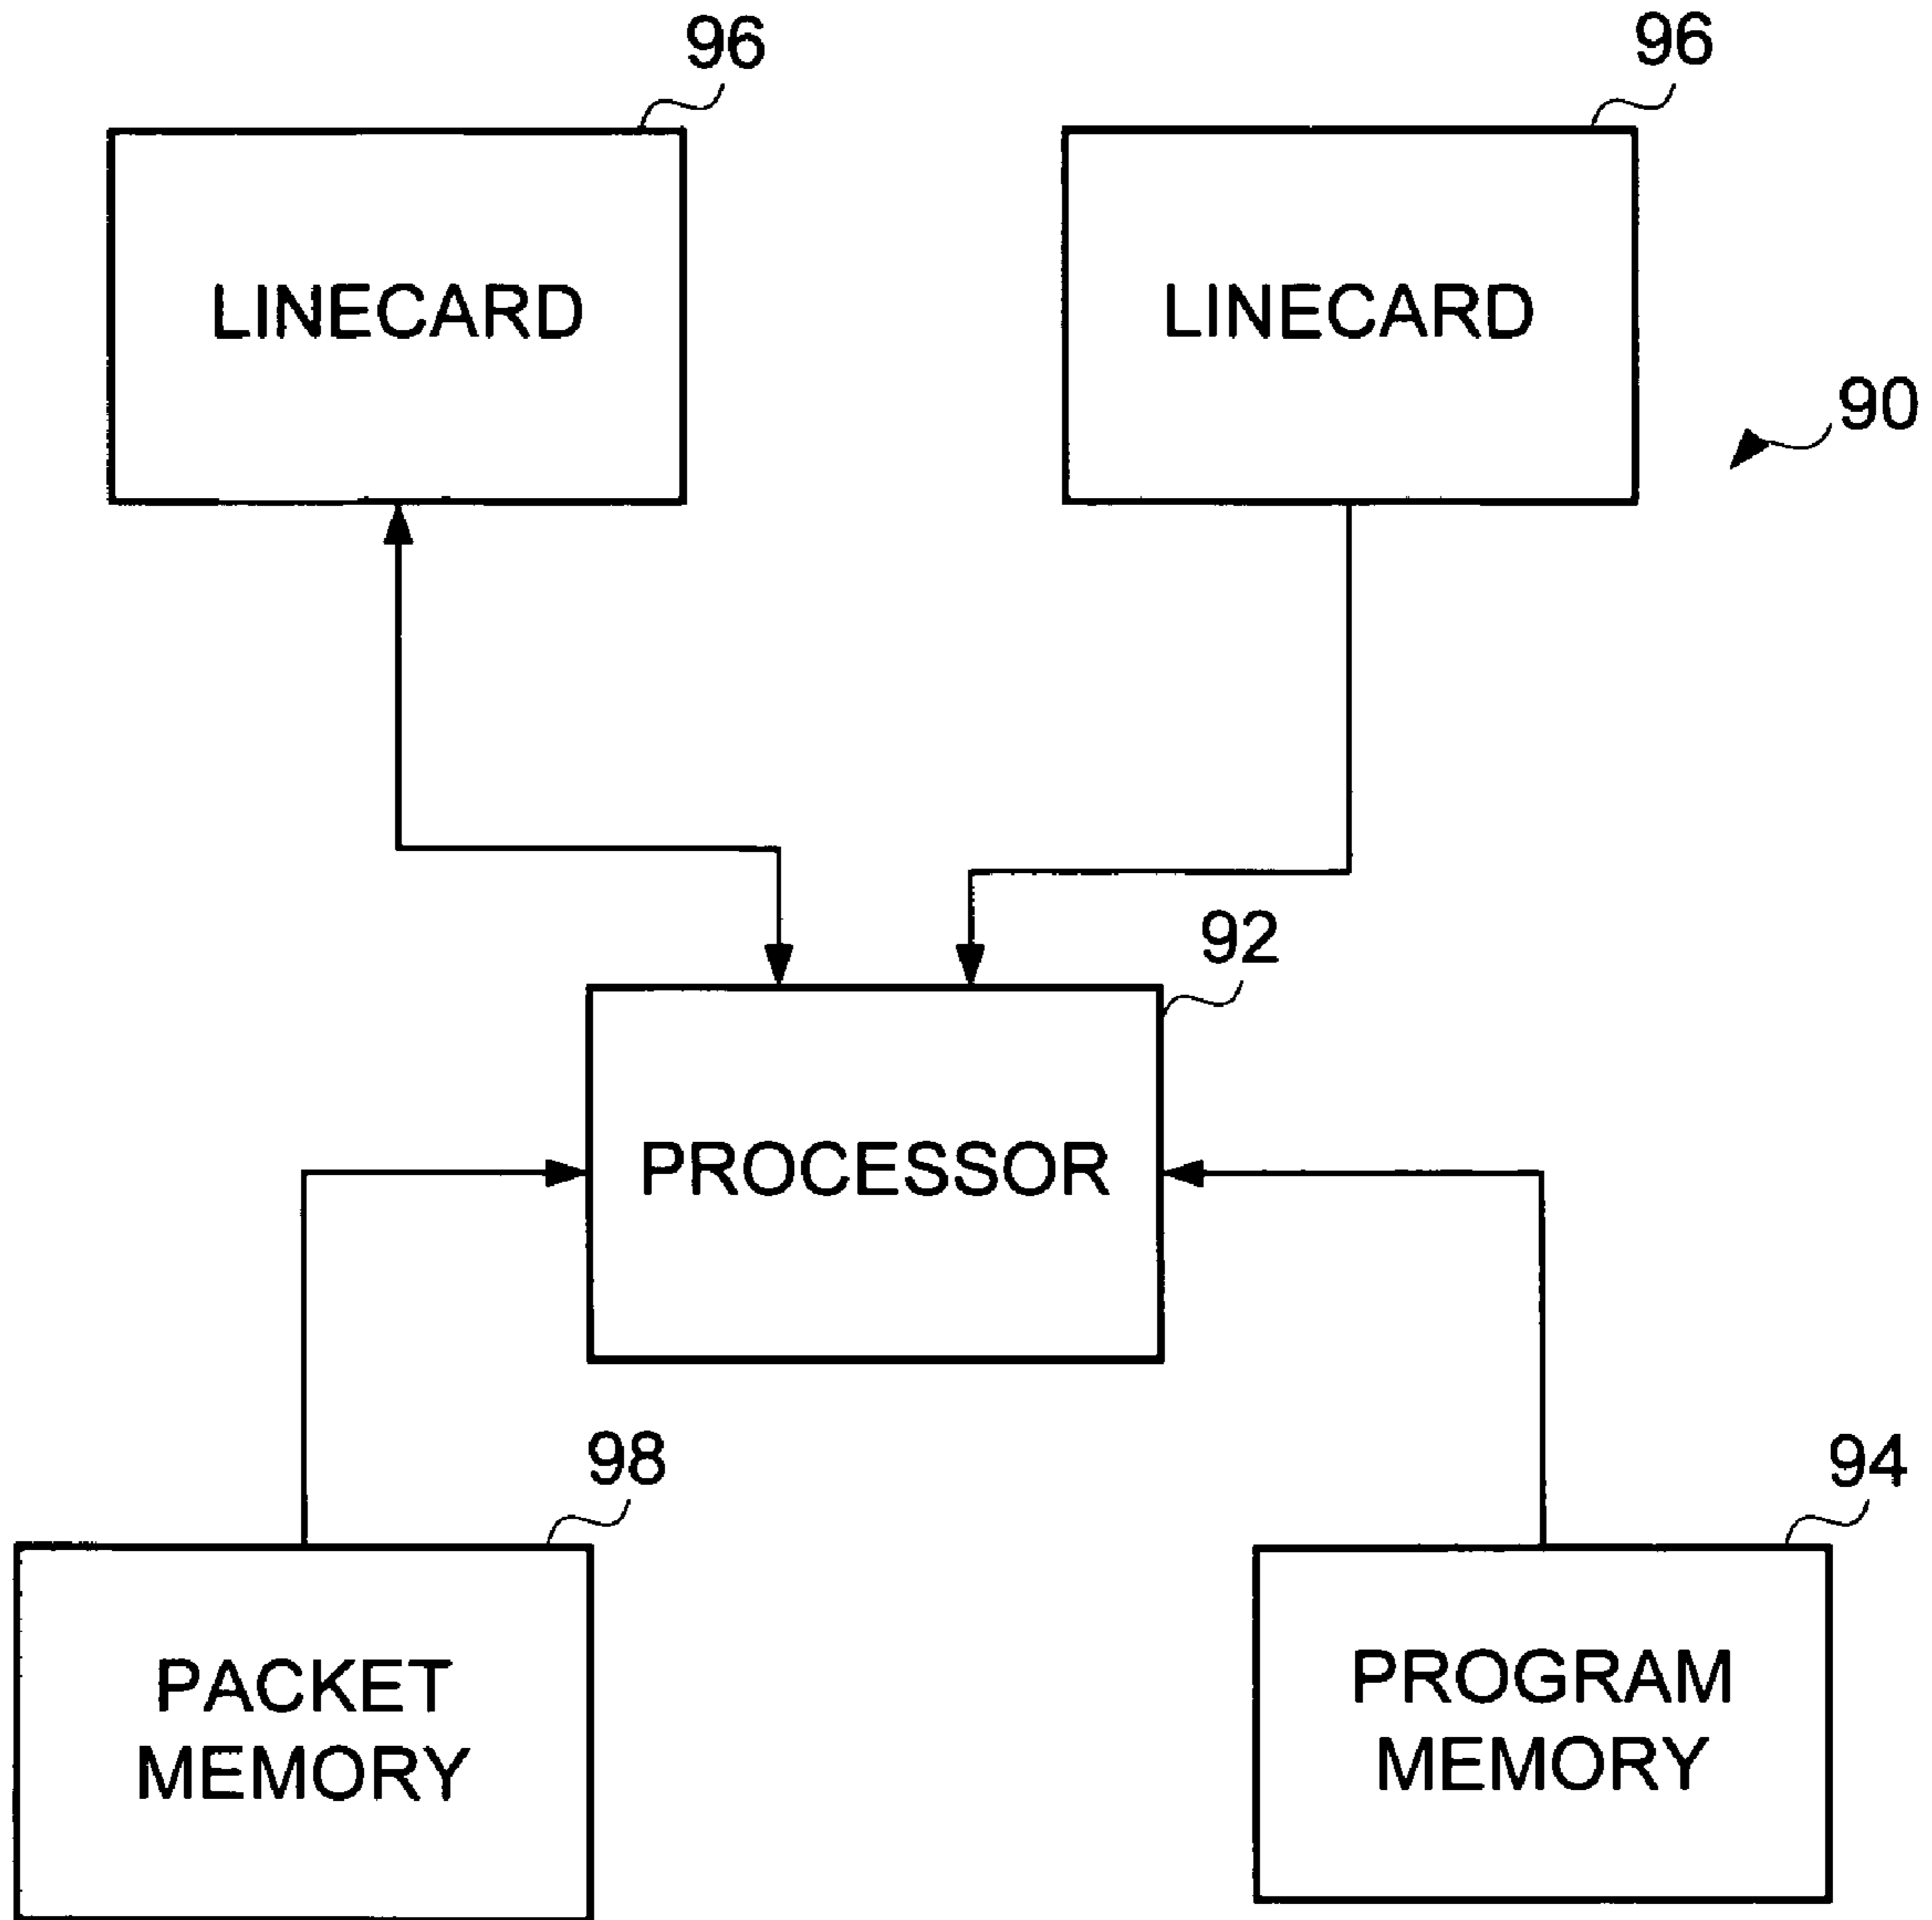 96
96
LINECARD
LINECARD
90
92
PROCESSOR
98
94
PACKET
MEMORY
PROGRAM
MEMORY